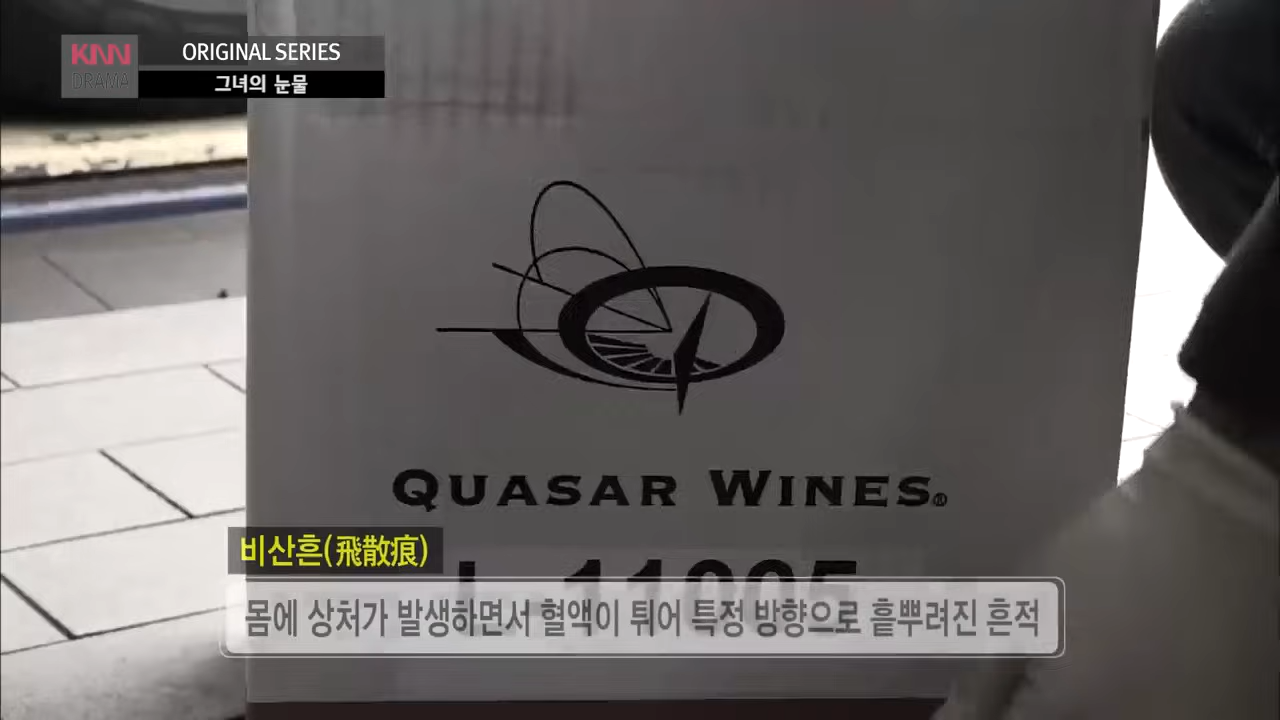 KNN
DRAMA
ORIGINAL SERIES
그녀의 눈물
QUASAR WINES®
비산흔(飛散痕)
몸에 상처가 발생하면서 혈액이 튀어 특정 방향으로 흩뿌려진 흔적